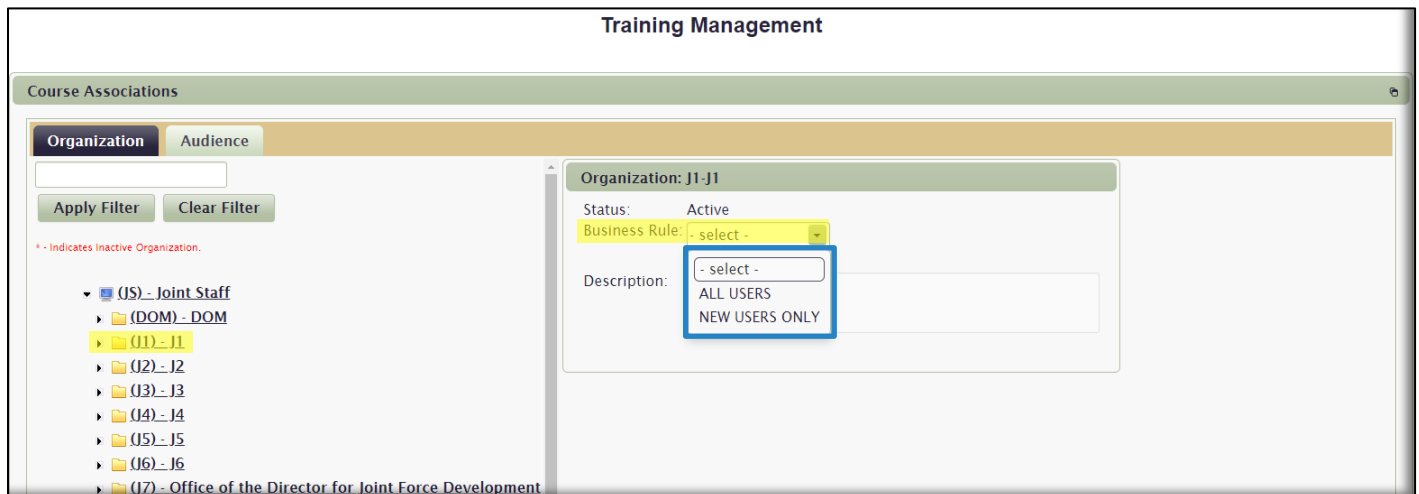 Training Management
Course Associations
Organization Audience
Apply Filter Clear Filter
* - Indicates Inactive Organization.
(JS) - Joint Staff
(DOM) - DOM
(J1) - J1
(J2) - J2
(J3) - J3
(J4) - J4
(J5) - J5
(J6) - J6
(J7) - Office of the Director for Joint Force Development
Organization: J1-J1
Status: Active
Business Rule: - select -
- select -
ALL USERS
NEW USERS ONLY
Description: